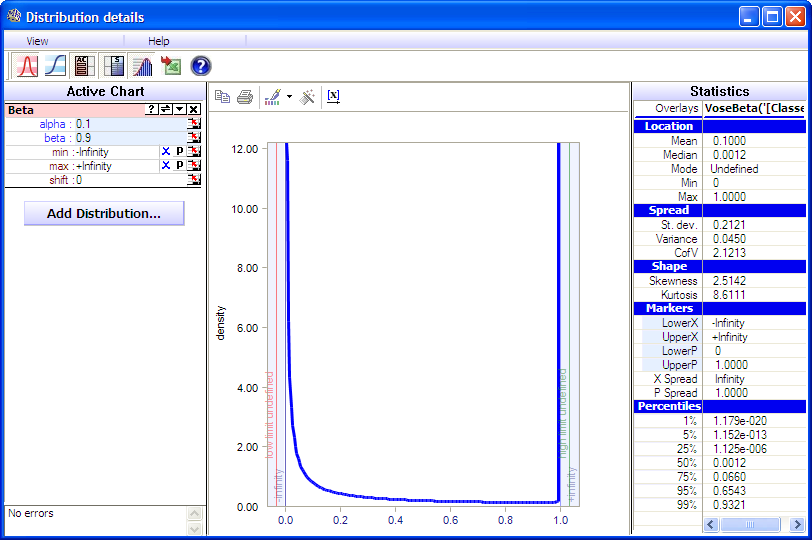 Distribution details
View Help
AC
S
?
Active Chart
Beta ?
alpha : 0.1
beta : 0.9
min : -Infinity X P
max : +Infinity X P
shift : 0
Add Distribution...
No errors
[x]
density
12.00
10.00
8.00
6.00
4.00
2.00
0.00
0.0 0.2 0.4 0.6 0.8 1.0
low limit undefined
-Infinity
high limit undefined
+Infinity
Statistics
Overlays VoseBeta('[Classe
Location
Mean 0.1000
Median 0.0012
Mode Undefined
Min 0
Max 1.0000
Spread
St. dev. 0.2121
Variance 0.0450
CofV 2.1213
Shape
Skewness 2.5142
Kurtosis 8.6111
Markers
LowerX -Infinity
UpperX +Infinity
LowerP 0
UpperP 1.0000
X Spread Infinity
P Spread 1.0000
Percentiles
1% 1.179e-020
5% 1.152e-013
25% 1.125e-006
50% 0.0012
75% 0.0660
95% 0.6543
99% 0.9321